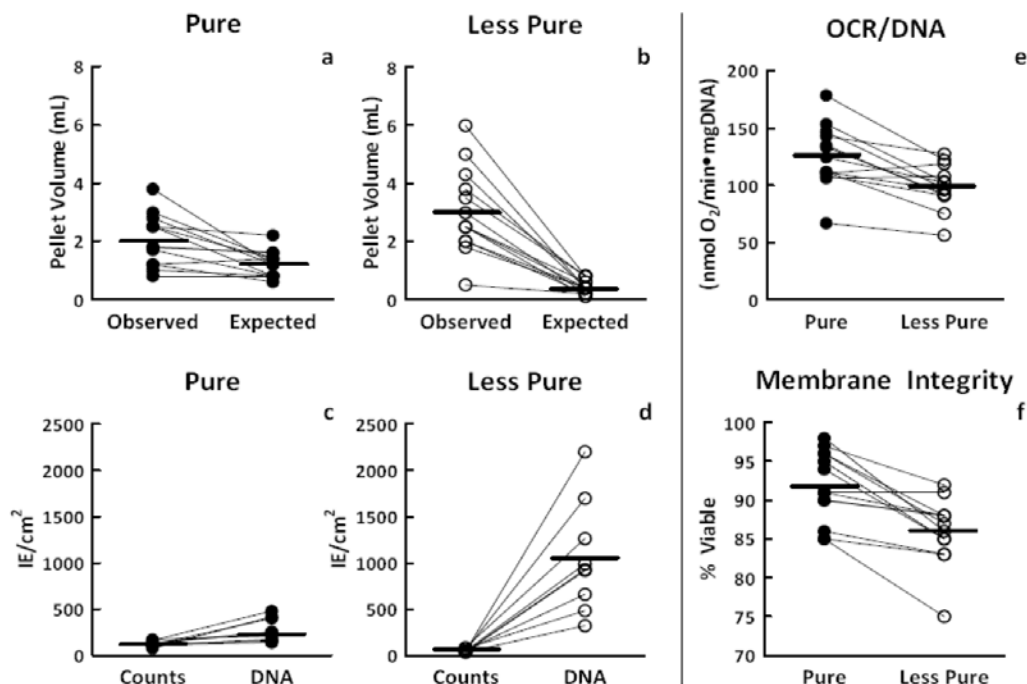 Pure
a
Pellet Volume (mL)
8
6
4
2
0
Observed Expected
Less Pure
b
Pellet Volume (mL)
8
6
4
2
0
Observed Expected
OCR/DNA
e
(nmol O₂/min• mgDNA)
200
150
100
50
0
Pure Less Pure
Pure
c
IE/cm²
2500
2000
1500
1000
500
0
Counts DNA
Less Pure
d
IE/cm²
2500
2000
1500
1000
500
0
Counts DNA
Membrane Integrity
f
% Viable
100
95
90
85
80
75
70
Pure Less Pure